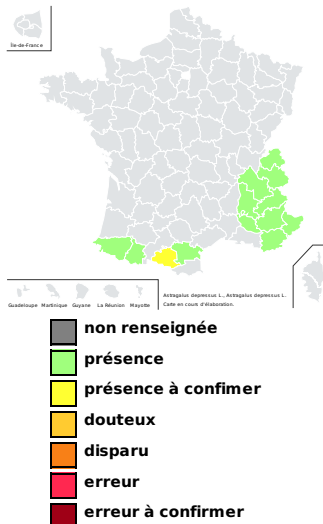 Île-de-France
Guadeloupe Martinique Guyane La Réunion Mayotte
Astragalus depressus L., Astragalus depressus L.
Carte en cours d'élaboration.
non renseignée
présence
présence à confimer
douteux
disparu
erreur
erreur à confirmer